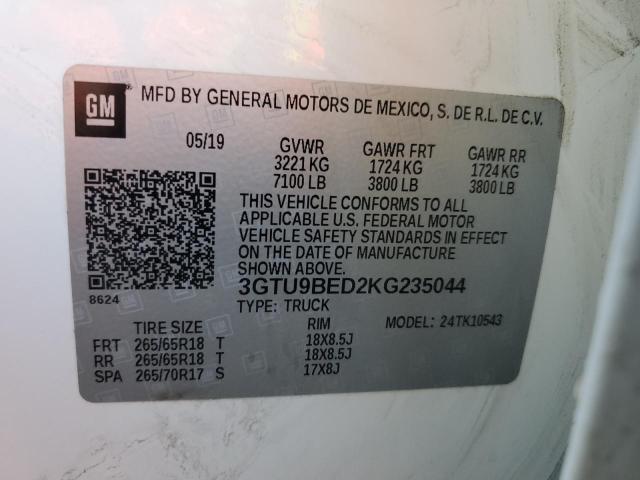 GM ® MFD BY GENERAL MOTORS DE MEXICO, S. DE R.L. DE C.V.
05/19 GVWR GAWR FRT GAWR RR
3221 KG 1724 KG 1724 KG
7100 LB 3800 LB 3800 LB
THIS VEHICLE CONFORMS TO ALL
APPLICABLE U.S. FEDERAL MOTOR
VEHICLE SAFETY STANDARDS IN EFFECT
ON THE DATE OF MANUFACTURE
SHOWN ABOVE.
8624 3GTU9BED2KG235044
TYPE: TRUCK MODEL: 24TK10543
TIRE SIZE RIM
FRT 265/65R18 T 18X8.5J
RR 265/65R18 T 18X8.5J
SPA 265/70R17 S 17X8J